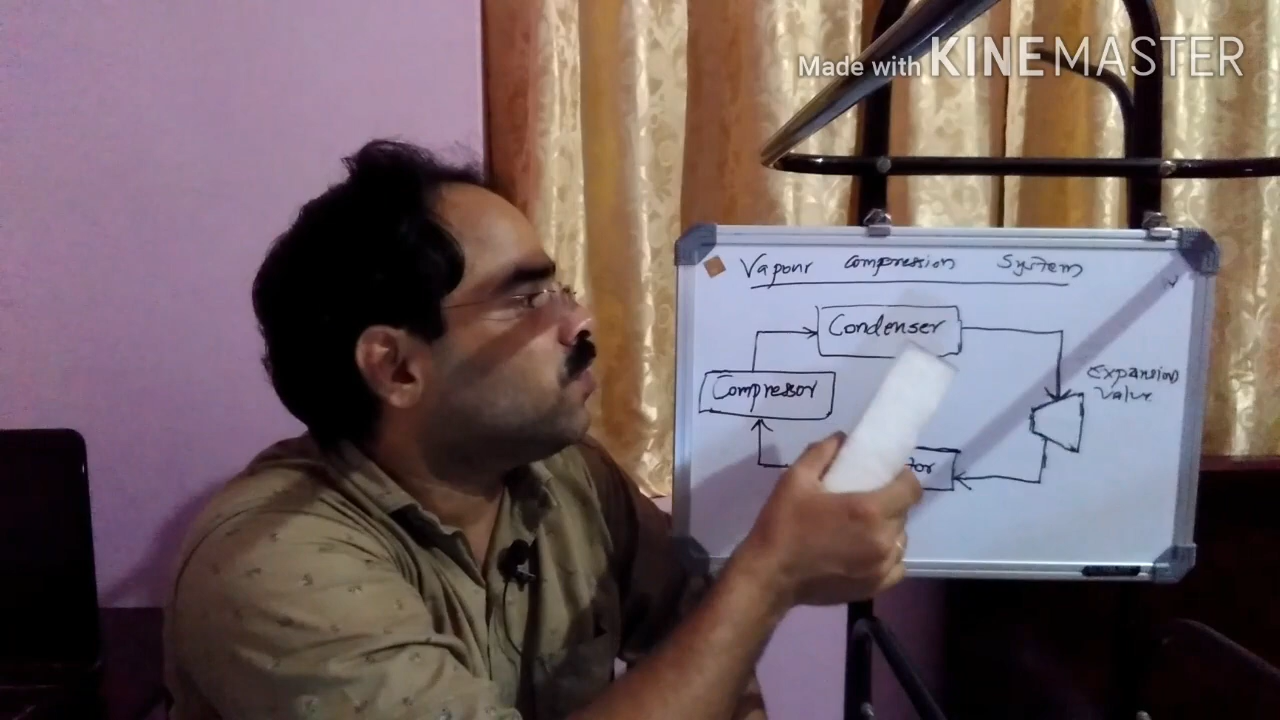 Made with KINEMASTER
Vapour compression System
Condenser
Compressor
Expansion
Valve
tor